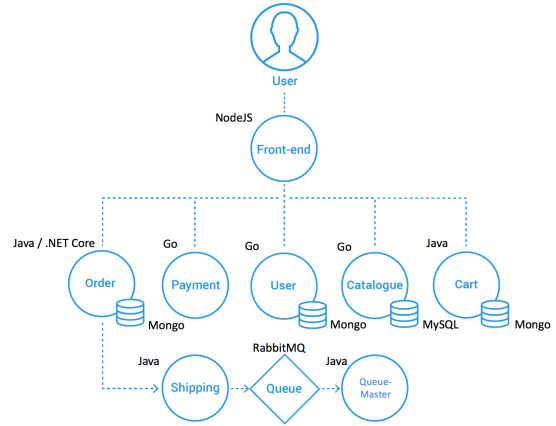 User
NodeJS
Front-end
Java / .NET Core
Go
Go
Go
Java
Order
Payment
User
Catalogue
Cart
Mongo
Mongo
MySQL
Mongo
Java
RabbitMQ
Java
Shipping
Queue
Queue-
Master